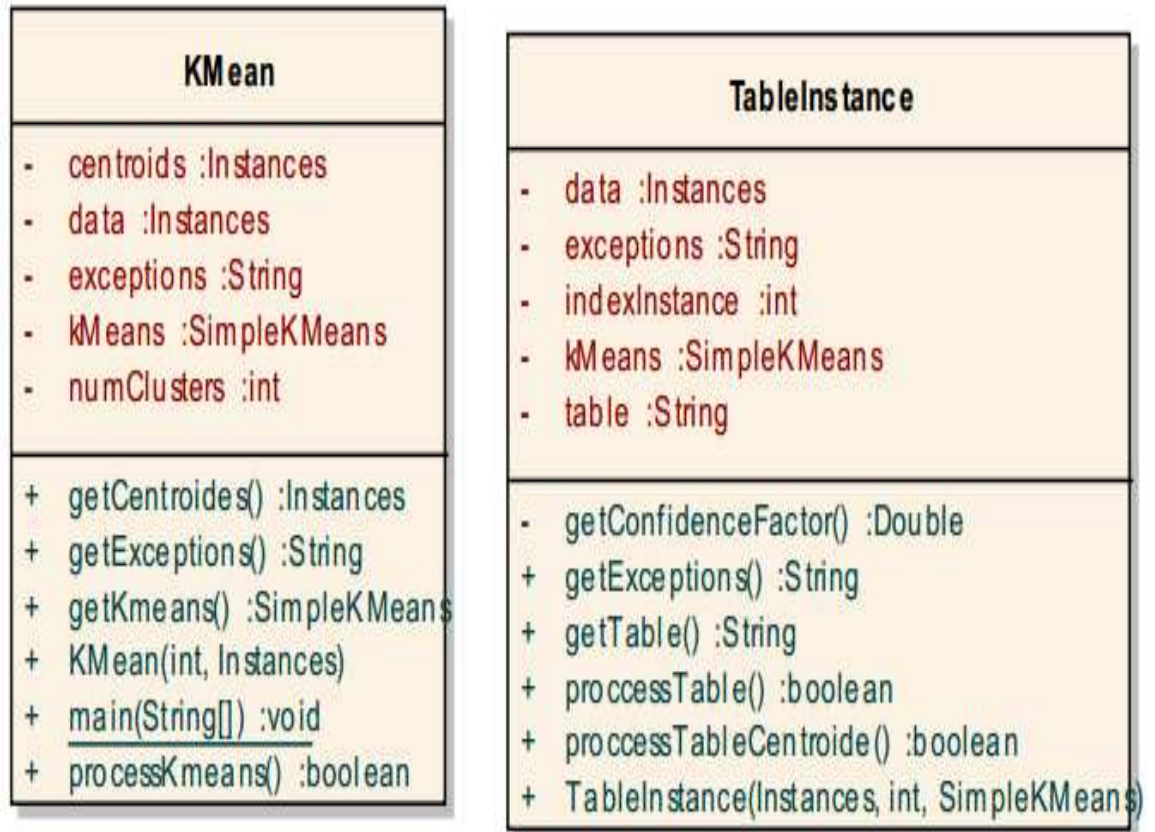 KMean
- centroids :Instances
- data :Instances
- exceptions :String
- kMeans :SimpleKMeans
- numClusters :int
+ getCentroides() :Instances
+ getExceptions() :String
+ getKmeans() :SimpleKMeans
+ KMean(int, Instances)
+ main(String[]) :void
+ processKmeans() :boolean
TableInstance
- data :Instances
- exceptions :String
- indexInstance :int
- kMeans :SimpleKMeans
- table :String
- getConfidenceFactor() :Double
+ getExceptions() :String
+ getTable() :String
+ proccessTable() :boolean
+ proccessTableCentroide() :boolean
+ TableInstance(Instances, int, SimpleKMeans)